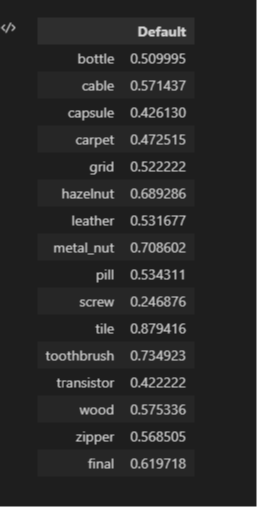 </>
Default
bottle 0.509995
cable 0.571437
capsule 0.426130
carpet 0.472515
grid 0.522222
hazelnut 0.689286
leather 0.531677
metal_nut 0.708602
pill 0.534311
screw 0.246876
tile 0.879416
toothbrush 0.734923
transistor 0.422222
wood 0.575336
zipper 0.568505
final 0.619718